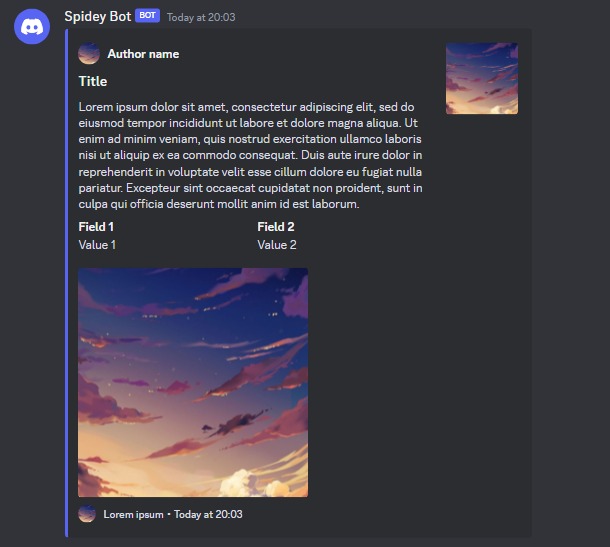 Spidey Bot BOT Today at 20:03
Author name
Title
Lorem ipsum dolor sit amet, consectetur adipiscing elit, sed do
eiusmod tempor incididunt ut labore et dolore magna aliqua. Ut
enim ad minim veniam, quis nostrud exercitation ullamco laboris
nisi ut aliquip ex ea commodo consequat. Duis aute irure dolor in
reprehenderit in voluptate velit esse cillum dolore eu fugiat nulla
pariatur. Excepteur sint occaecat cupidatat non proident, sunt in
culpa qui officia deserunt mollit anim id est laborum.
Field 1 Field 2
Value 1 Value 2
Lorem ipsum • Today at 20:03